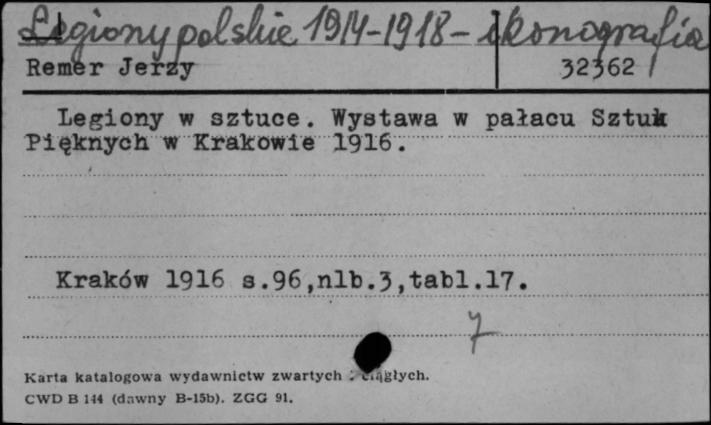 Legiony polskie 1914-1918 - ikonografia
Remer Jerzy 32362
Legiony w sztuce. Wystawa w pałacu Sztuk
Pięknych w Krakowie 1916.
Kraków 1916 s.96,nlb.3,tabl.17.
7
Karta katalogowa wydawnictw zwartych i ciągłych.
CWD B 144 (dawny B-15b). ZGG 91.